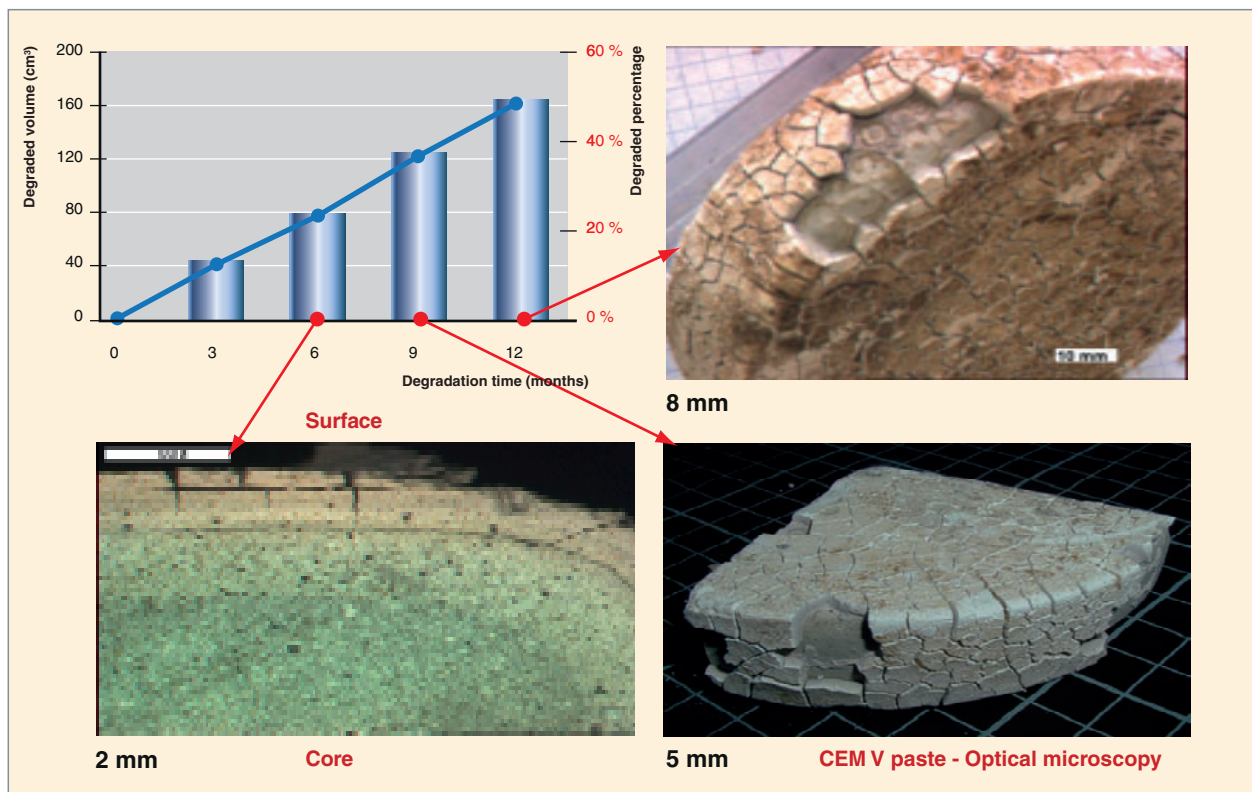 Degraded volume (cm³)
200
160
120
80
40
0
0
3
6
9
12
Degradation time (months)
60 %
40 %
20 %
0 %
Degraded percentage
10 mm
8 mm
Surface
2 mm
Core
5 mm
CEM V paste - Optical microscopy